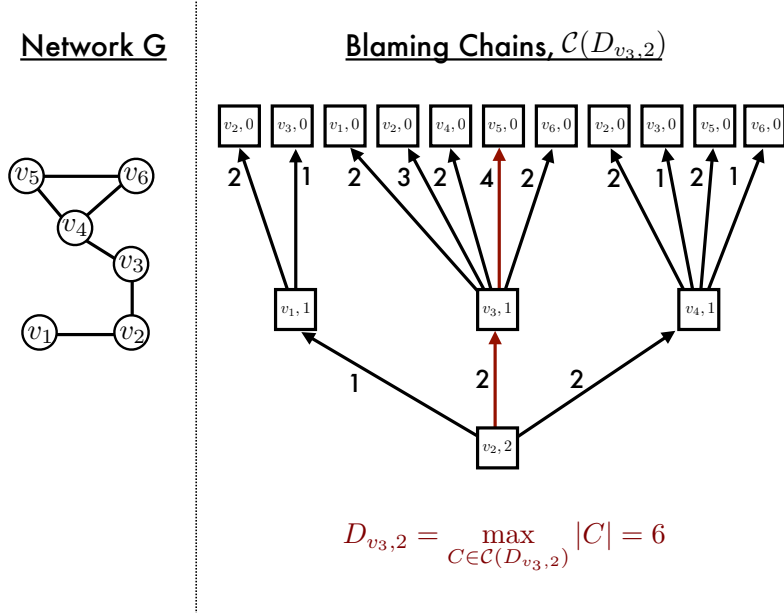 Network G
Blaming Chains, $\mathcal{C}(D_{v_3,2})$
$v_2, 0$ $v_3, 0$ $v_1, 0$ $v_2, 0$ $v_4, 0$ $v_5, 0$ $v_6, 0$ $v_2, 0$ $v_3, 0$ $v_5, 0$ $v_6, 0$
2 1 2 3 2 4 2 2 1 2 1
$v_5$ $v_6$
$v_4$
$v_3$
$v_1$ $v_2$
$v_1, 1$ $v_3, 1$ $v_4, 1$
1 2 2
$v_2, 2$
$D_{v_3,2} = \max_{C \in \mathcal{C}(D_{v_3,2})} |C| = 6$